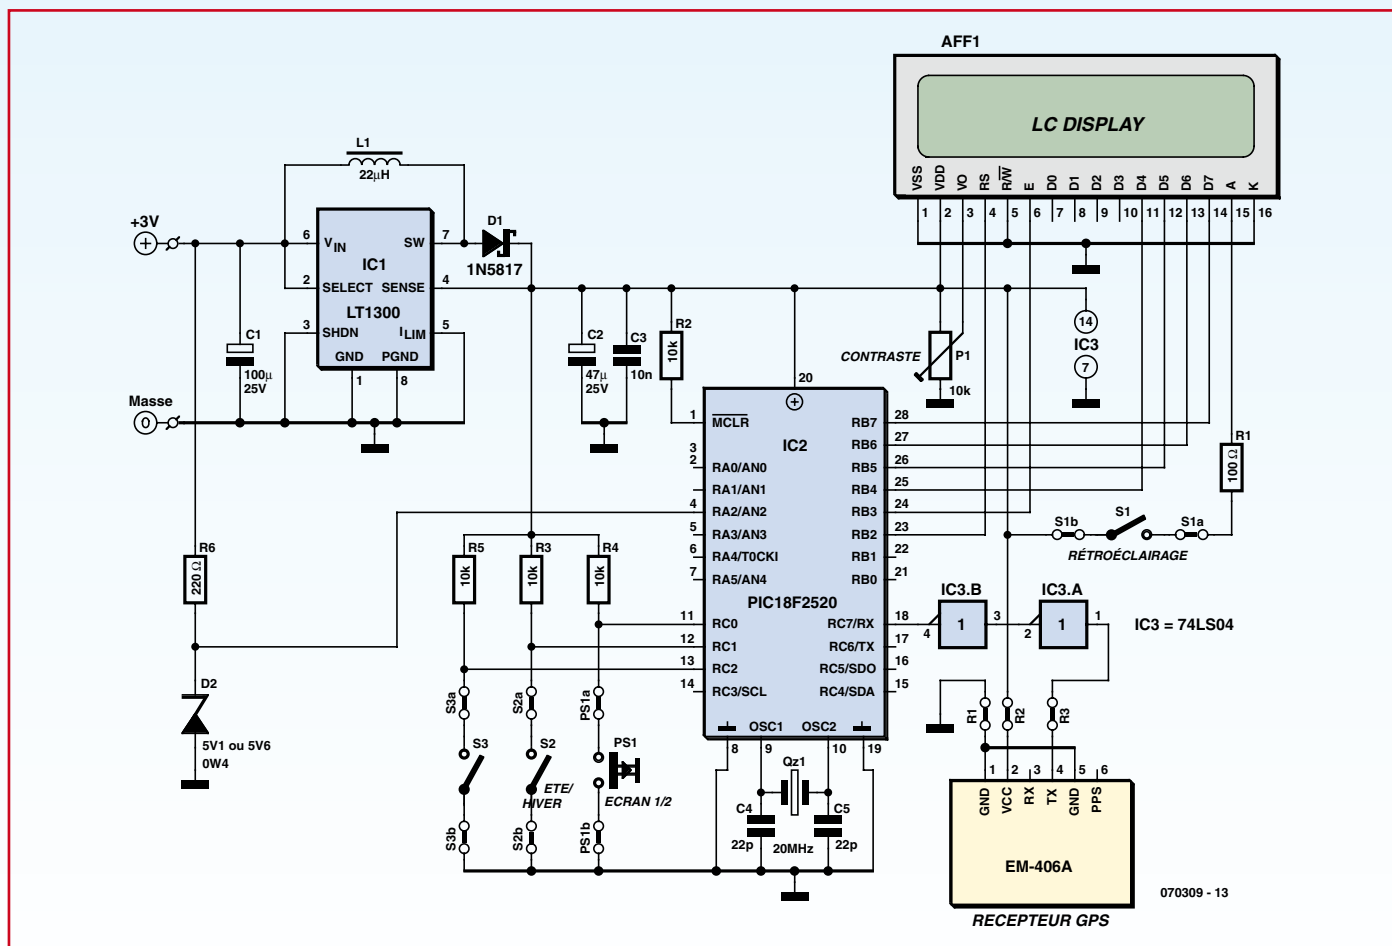 AFF1
LC DISPLAY
VSS VDD VO RS R/W E D0 D1 D2 D3 D4 D5 D6 D7 A K
1 2 3 4 5 6 7 8 9 10 11 12 13 14 15 16
L1
22µH
+3V
6 VIN SW 7
IC1
2 SELECT SENSE 4
LT1300
3 SHDN ILIM 5
GND PGND
1 8
D1
1N5817
C1
100µ
25V
Masse
0
C2
47µ
25V
C3
10n
R2
10k
CONTRASTE
P1
10k
14
IC3
7
20
IC2
1 MCLR
3
2 RA0/AN0
RA1/AN1
4 RA2/AN2
5 RA3/AN3
6 RA4/T0CKI
7 RA5/AN4
PIC18F2520
11 RC0
12 RC1
13 RC2
14 RC3/SCL
RB7 28
RB6 27
RB5 26
RB4 25
RB3 24
RB2 23
RB1 22
RB0 21
RC7/RX 18
RC6/TX 17
RC5/SDO 16
RC4/SDA 15
OSC1 OSC2
8 9 10 19
R1
100 Ω
S1b S1 S1a
RÉTROÉCLAIRAGE
IC3.B IC3.A
4 1 3 2 1 1
IC3 = 74LS04
R6
220 Ω
R5
10k
R3
10k
R4
10k
D2
5V1 ou 5V6
0W4
S3a S2a PS1a
S3 S2 PS1
ETE/
HIVER
ECRAN 1/2
S3b S2b PS1b
Qz1
C4 C5
22p 20MHz 22p
R1 R2 R3
1 2 3 4 5 6
GND VCC RX TX GND PPS
EM-406A
RECEPTEUR GPS
070309 - 13